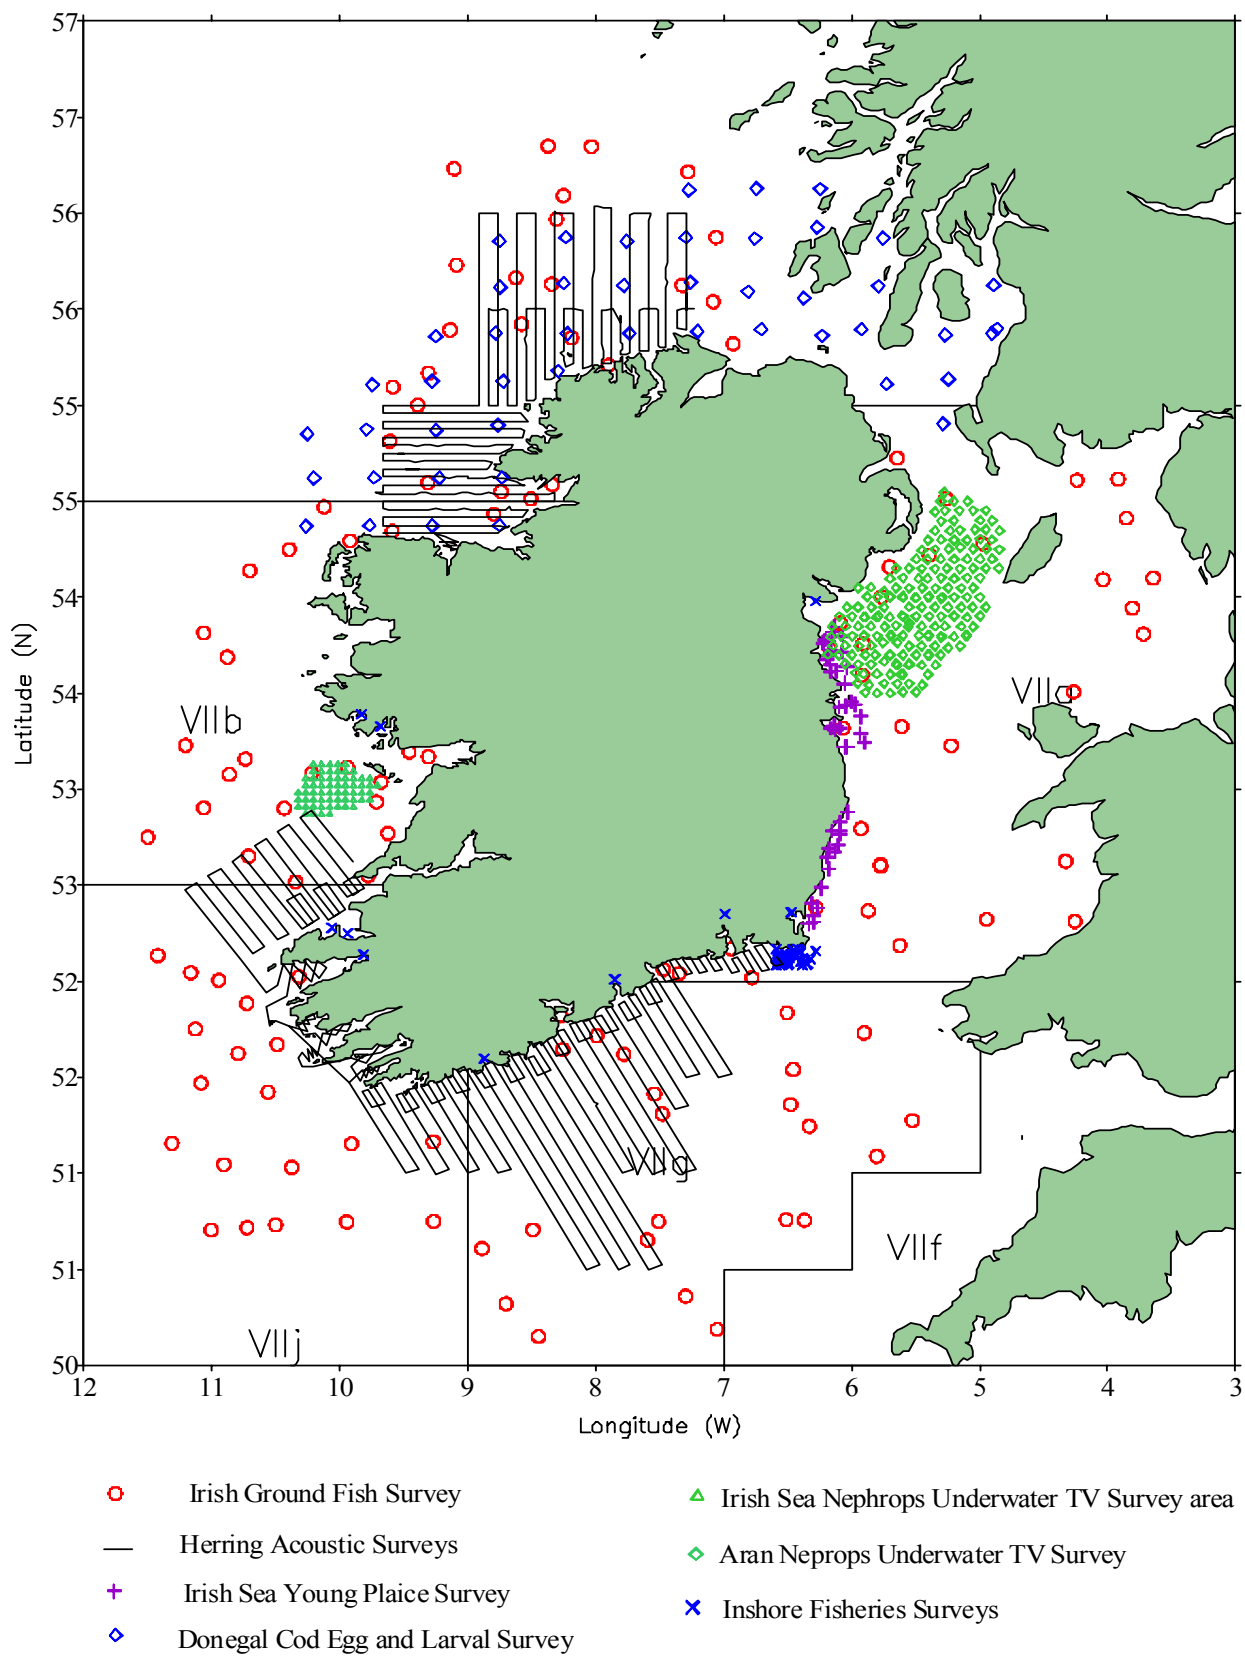 57
57
56
56
55
55
54
54
53
53
52
52
51
51
50
Latitude (N)
VIIb
VIIa
VIIg
VIIf
VIIj
12 11 10 9 8 7 6 5 4 3
Longitude (W)
Irish Ground Fish Survey
Herring Acoustic Surveys
Irish Sea Young Plaice Survey
Donegal Cod Egg and Larval Survey
Irish Sea Nephrops Underwater TV Survey area
Aran Neprops Underwater TV Survey
Inshore Fisheries Surveys